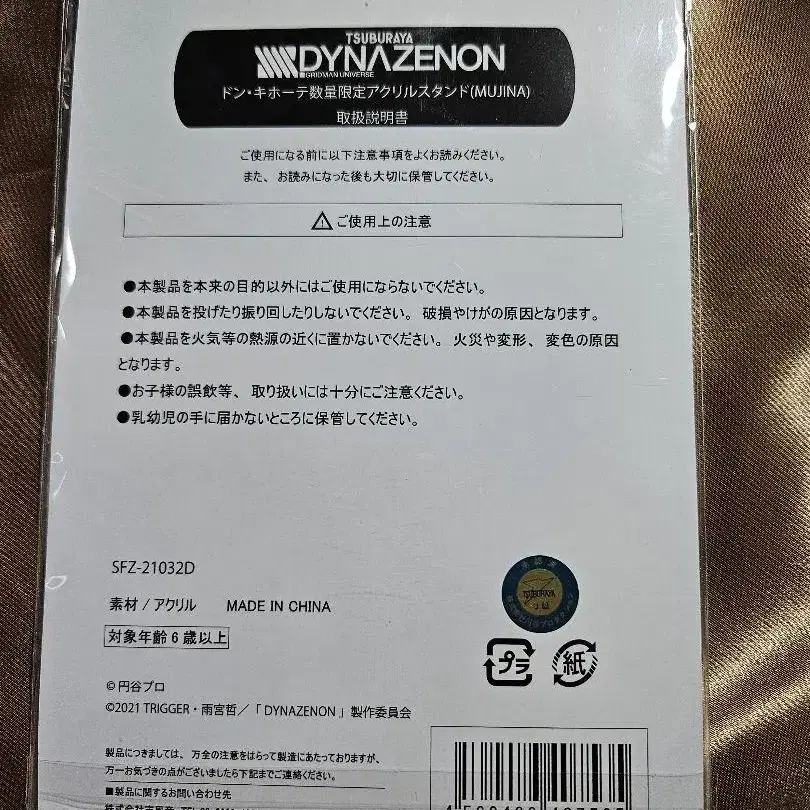 TSUBURAYA
DYNAZENON
GRIDMAN UNIVERSE
ドン・キホーテ数量限定アクリルスタンド(MUJINA)
取扱説明書
ご使用になる前に以下注意事項をよくお読みください。
また、お読みになった後も大切に保管してください。
ご使用上の注意
●本製品を本来の目的以外にはご使用にならないでください。
●本製品を投げたり振り回したりしないでください。破損やけがの原因となります。
●本製品を火気等の熱源の近くに置かないでください。火災や変形、変色の原因
となります。
●お子様の誤飲等、取り扱いには十分にご注意ください。
●乳幼児の手に届かないところに保管してください。
SFZ-21032D
素材 / アクリル MADE IN CHINA
対象年齢6歳以上
TSUBURAYA
プラ
紙
©円谷プロ
©2021 TRIGGER・雨宮哲/「DYNAZENON」製作委員会
製品につきましては、万全の注意をはらって製造にあたっておりますが、
万一お気づきの点がございましたら下記までご連絡ください。
■製品に関するお問い合わせ先